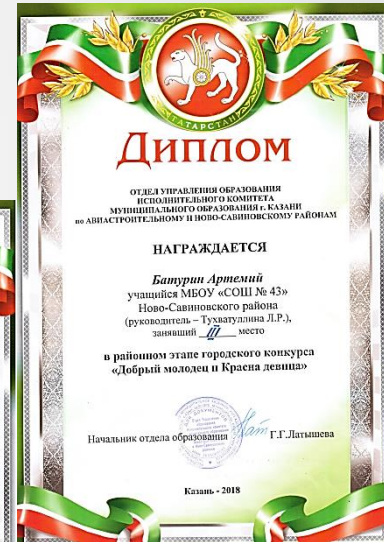 ТАТАРСТАН
Диплом
ОТДЕЛ УПРАВЛЕНИЯ ОБРАЗОВАНИЯ
ИСПОЛНИТЕЛЬНОГО КОМИТЕТА
МУНИЦИПАЛЬНОГО ОБРАЗОВАНИЯ г. КАЗАНИ
по АВИАСТРОИТЕЛЬНОМУ И НОВО-САВИНОВСКОМУ РАЙОНАМ
НАГРАЖДАЕТСЯ
Батурин Артемий
учащийся МБОУ «СОШ № 43»
Ново-Савиновского района
(руководитель – Тухватуллина Л.Р.),
занявший III место
в районном этапе городского конкурса
«Добрый молодец и Красна девица»
Начальник отдела образования Г.Г.Латышева
Казань - 2018